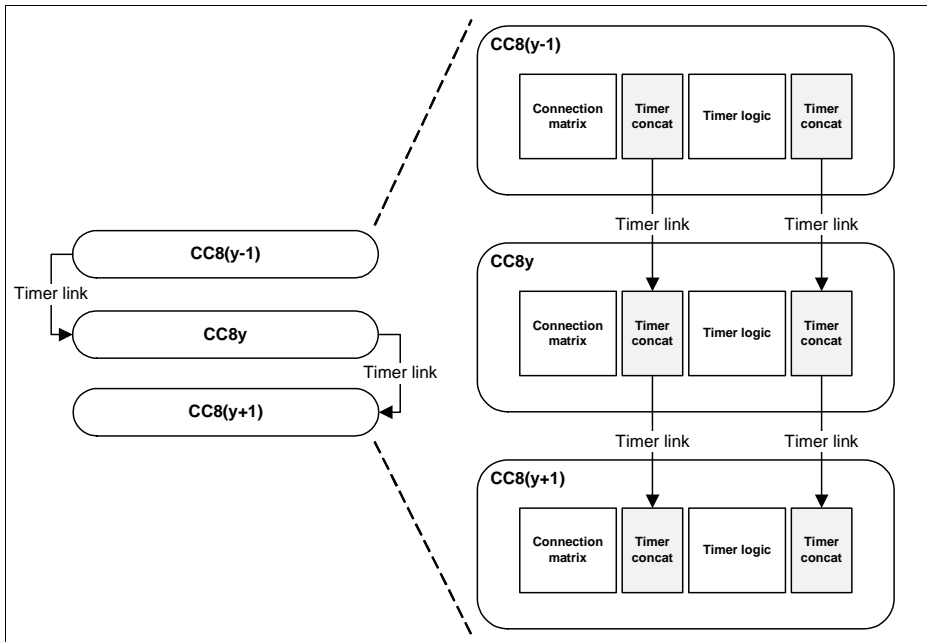 CC8(y-1)
Timer link
CC8y
Timer link
CC8(y+1)
CC8(y-1)
Connection
matrix
Timer
concat
Timer logic
Timer
concat
Timer link
Timer link
CC8y
Connection
matrix
Timer
concat
Timer logic
Timer
concat
Timer link
Timer link
CC8(y+1)
Connection
matrix
Timer
concat
Timer logic
Timer
concat